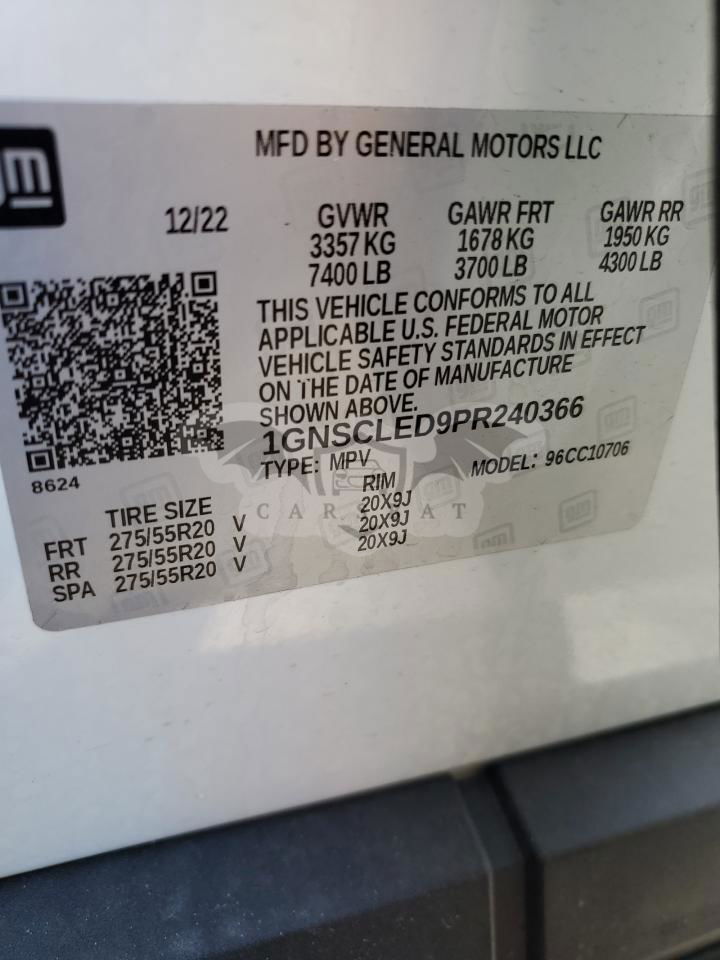 gm
MFD BY GENERAL MOTORS LLC
12/22
GVWR GAWR FRT GAWR RR
3357 KG 1678 KG 1950 KG
7400 LB 3700 LB 4300 LB
THIS VEHICLE CONFORMS TO ALL
APPLICABLE U.S. FEDERAL MOTOR
VEHICLE SAFETY STANDARDS IN EFFECT
ON THE DATE OF MANUFACTURE
SHOWN ABOVE.
1GNSCLED9PR240366
TYPE: MPV MODEL: 96CC10706
8624
TIRE SIZE RIM
FRT 275/55R20 V 20X9J
RR 275/55R20 V 20X9J
SPA 275/55R20 V 20X9J